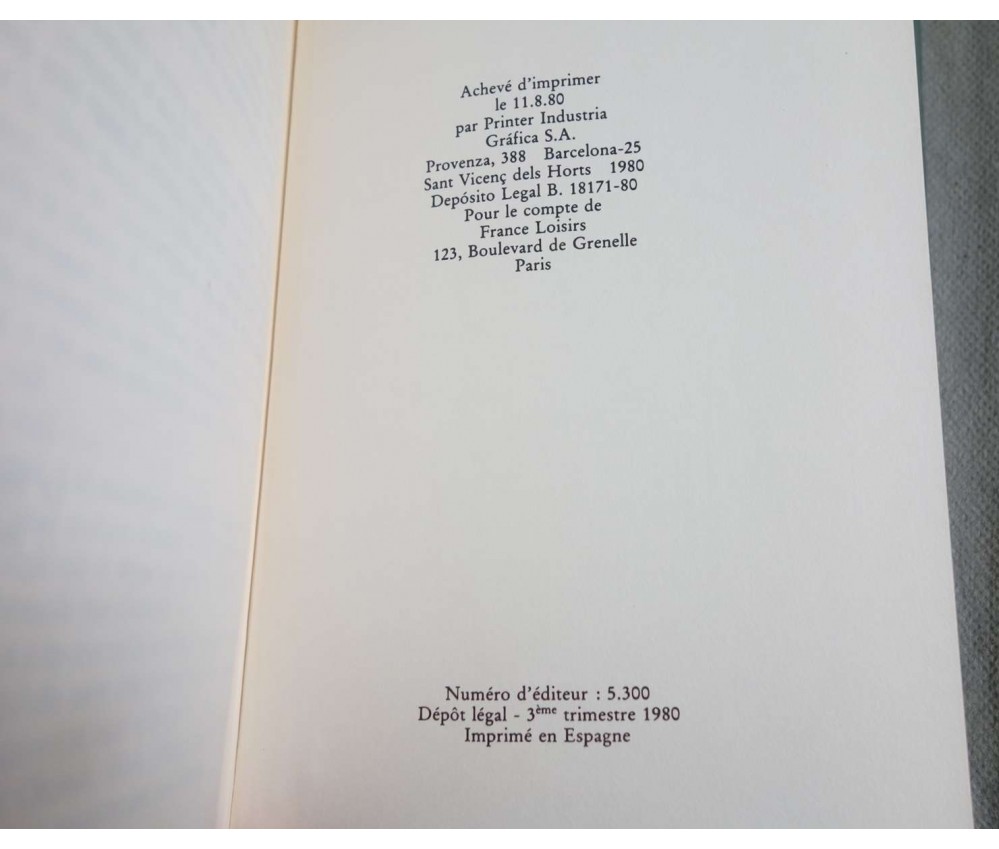 Achevé d'imprimer
le 11.8.80
par Printer Industria
Gráfica S.A.
Provenza, 388 Barcelona-25
Sant Vicenç dels Horts 1980
Depósito Legal B. 18171-80
Pour le compte de
France Loisirs
123, Boulevard de Grenelle
Paris
Numéro d'éditeur : 5.300
Dépôt légal - 3ème trimestre 1980
Imprimé en Espagne